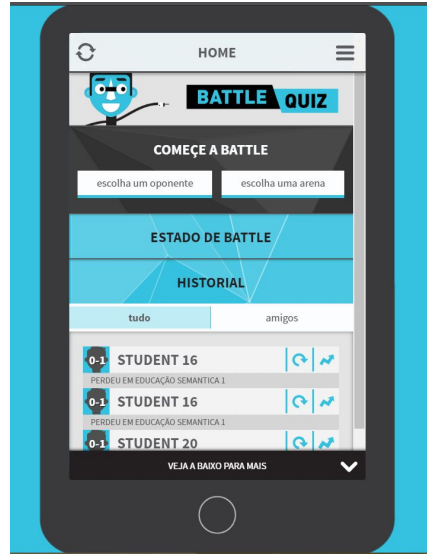 HOME
BATTLE QUIZ
COMEÇE A BATTLE
escolha um oponente escolha uma arena
ESTADO DE BATTLE
HISTORIAL
tudo amigos
0-1 STUDENT 16
PERDEU EM EDUCAÇÃO SEMANTICA 1
0-1 STUDENT 16
PERDEU EM EDUCAÇÃO SEMANTICA 1
0-1 STUDENT 20
VEJA A BAIXO PARA MAIS